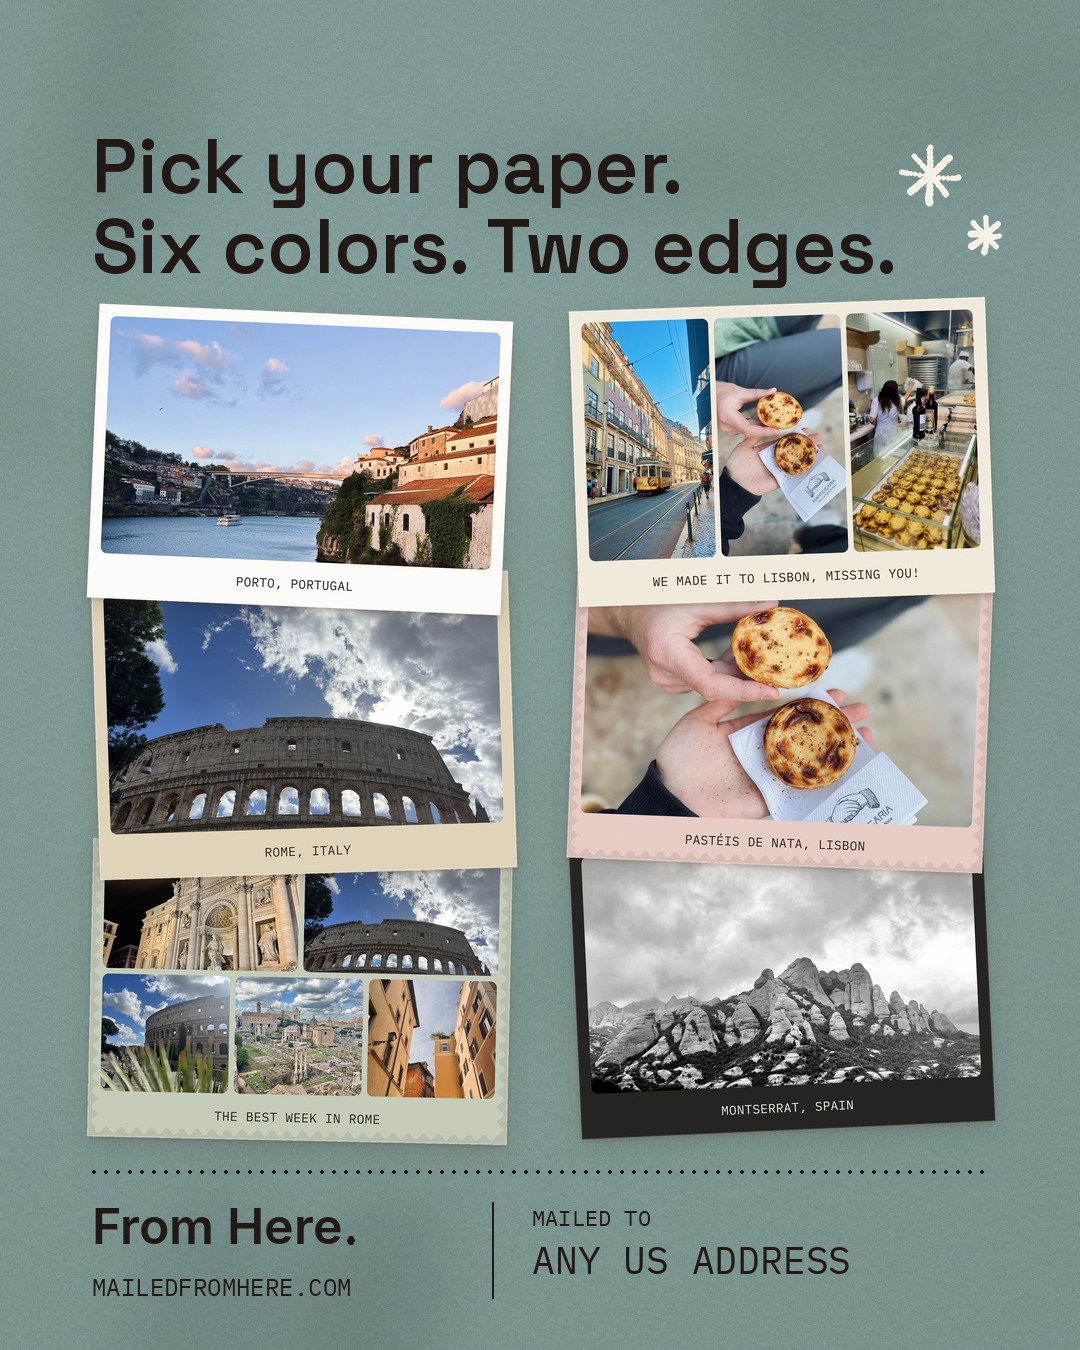 Pick your paper.
Six colors. Two edges.
PORTO, PORTUGAL
WE MADE IT TO LISBON, MISSING YOU!
ROME, ITALY
PASTÉIS DE NATA, LISBON
THE BEST WEEK IN ROME
MONTSERRAT, SPAIN
From Here.
MAILEDFROMHERE.COM
MAILED TO
ANY US ADDRESS